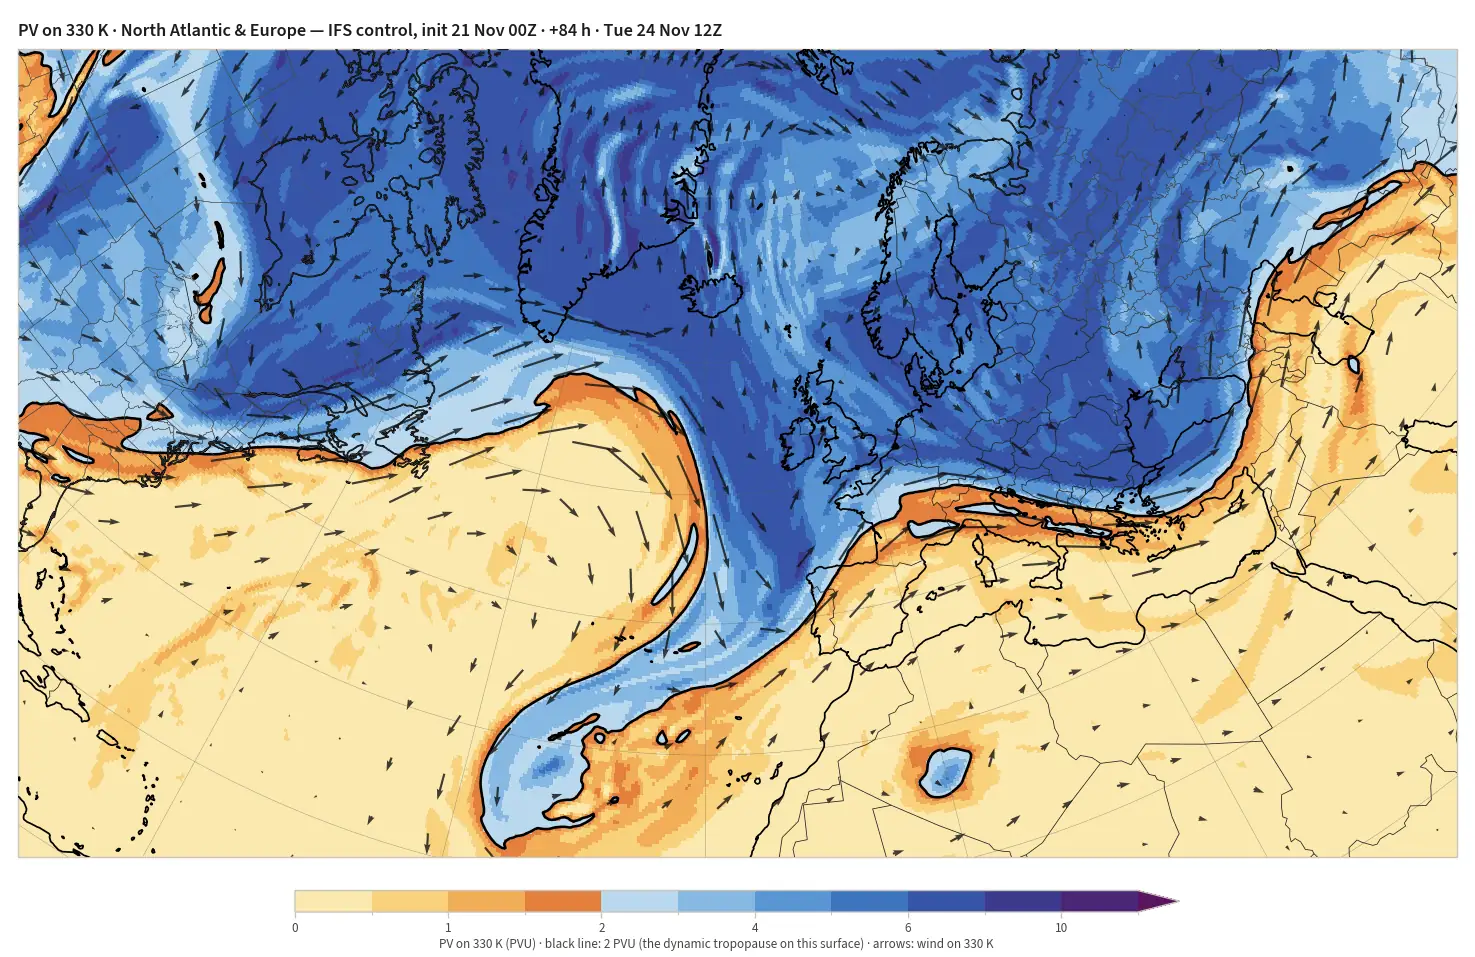 PV on 330 K · North Atlantic & Europe — IFS control, init 21 Nov 00Z · +84 h · Tue 24 Nov 12Z
0 1 2 4 6 10
PV on 330 K (PVU) · black line: 2 PVU (the dynamic tropopause on this surface) · arrows: wind on 330 K